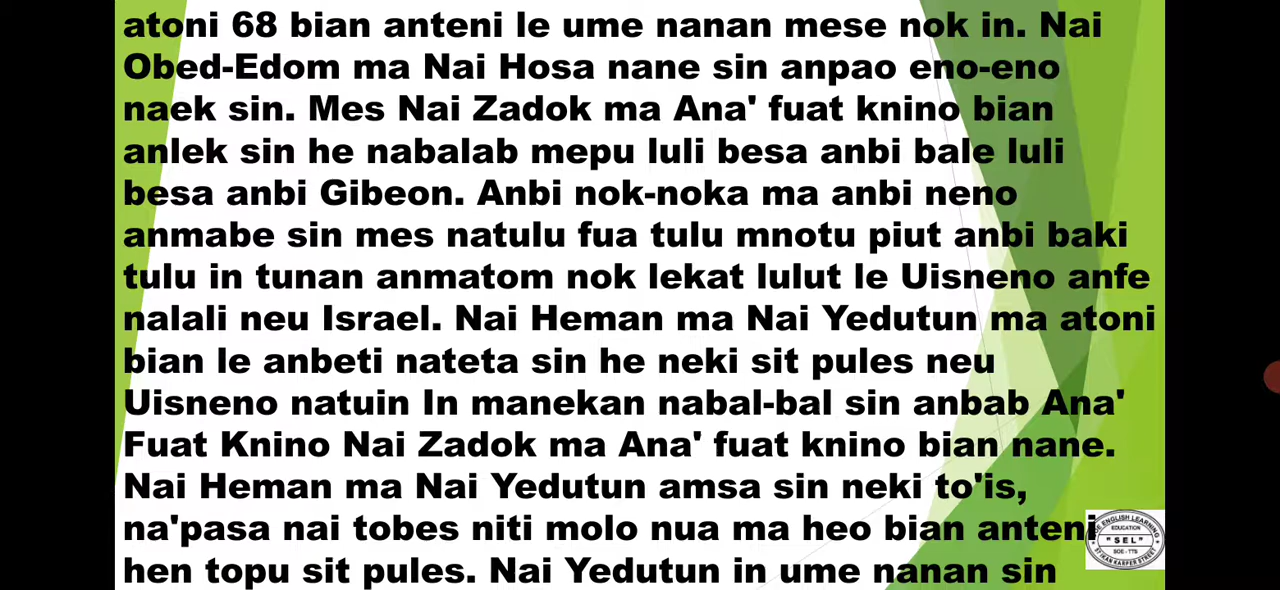 atoni 68 bian anteni le ume nanan mese nok in. Nai
Obed-Edom ma Nai Hosa nane sin anpao eno-eno
naek sin. Mes Nai Zadok ma Ana' fuat knino bian
anlek sin he nabalab mepu luli besa anbi bale luli
besa anbi Gibeon. Anbi nok-noka ma anbi neno
anmabe sin mes natulu fua tulu mnotu piut anbi baki
tulu in tunan anmatom nok lekat lulut le Uisneno anfe
nalali neu Israel. Nai Heman ma Nai Yedutun ma atoni
bian le anbeti nateta sin he neki sit pules neu
Uisneno natuin In manekan nabal-bal sin anbab Ana'
Fuat Knino Nai Zadok ma Ana' fuat knino bian nane.
Nai Heman ma Nai Yedutun amsa sin neki to'is,
na'pasa nai tobes niti molo nua ma heo bian anteni
hen topu sit pules. Nai Yedutun in ume nanan sin
SOE ENGLISH LEARNING
EDUCATION
"SEL"
SOE - TTS